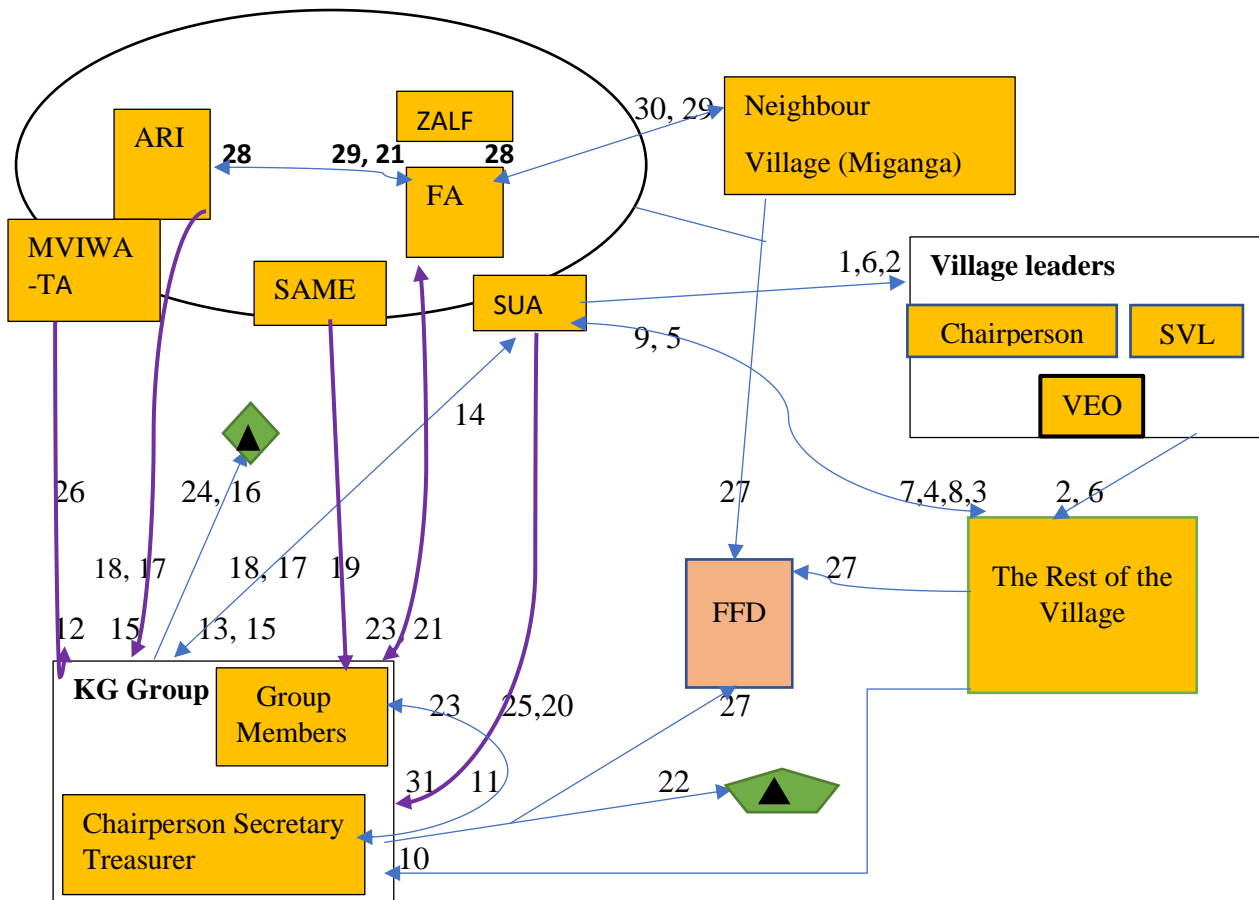 ZALF
30, 29
Neighbour
Village (Miganga)
ARI
28
29, 21
28
FA
MVIWA
-TA
SAME
SUA
1,6,2
Village leaders
Chairperson
SVL
VEO
9, 5
14
26
24, 16
27
7,4,8,3
2, 6
18, 17
18, 17
19
27
The Rest of the
Village
FFD
12
15
13, 15
23, 21
KG Group
Group
Members
23
25,20
27
31
11
22
Chairperson Secretary
Treasurer
10